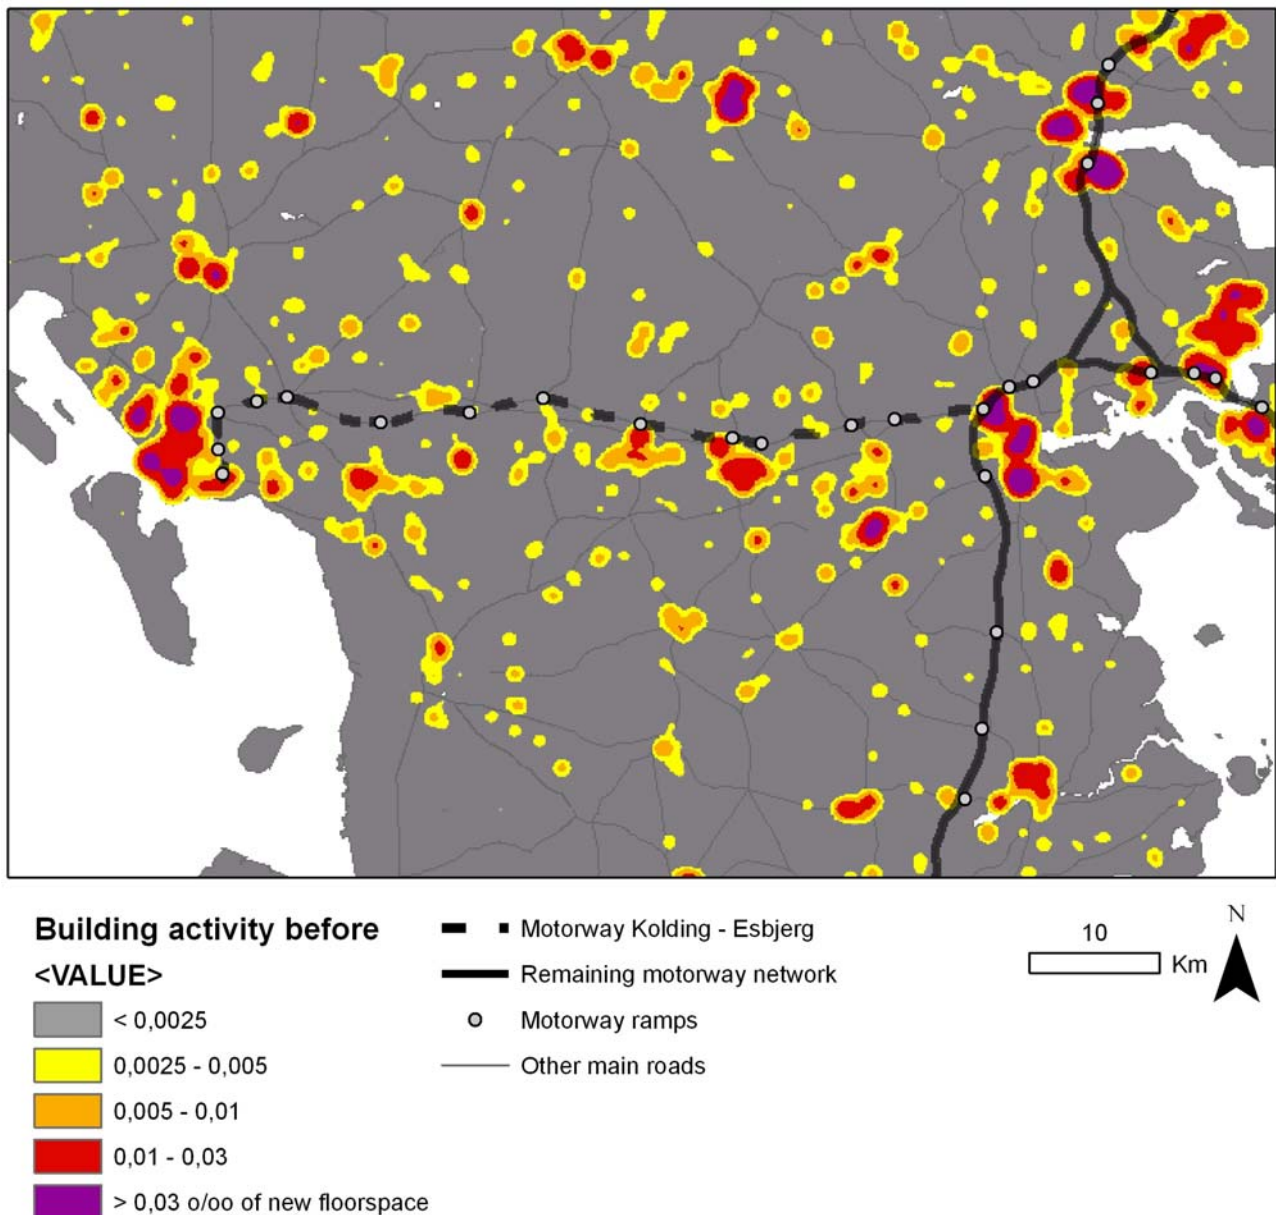 Building activity before
<VALUE>
< 0,0025
0,0025 - 0,005
0,005 - 0,01
0,01 - 0,03
> 0,03 o/oo of new floorspace
Motorway Kolding - Esbjerg
Remaining motorway network
Motorway ramps
Other main roads
10
Km
N